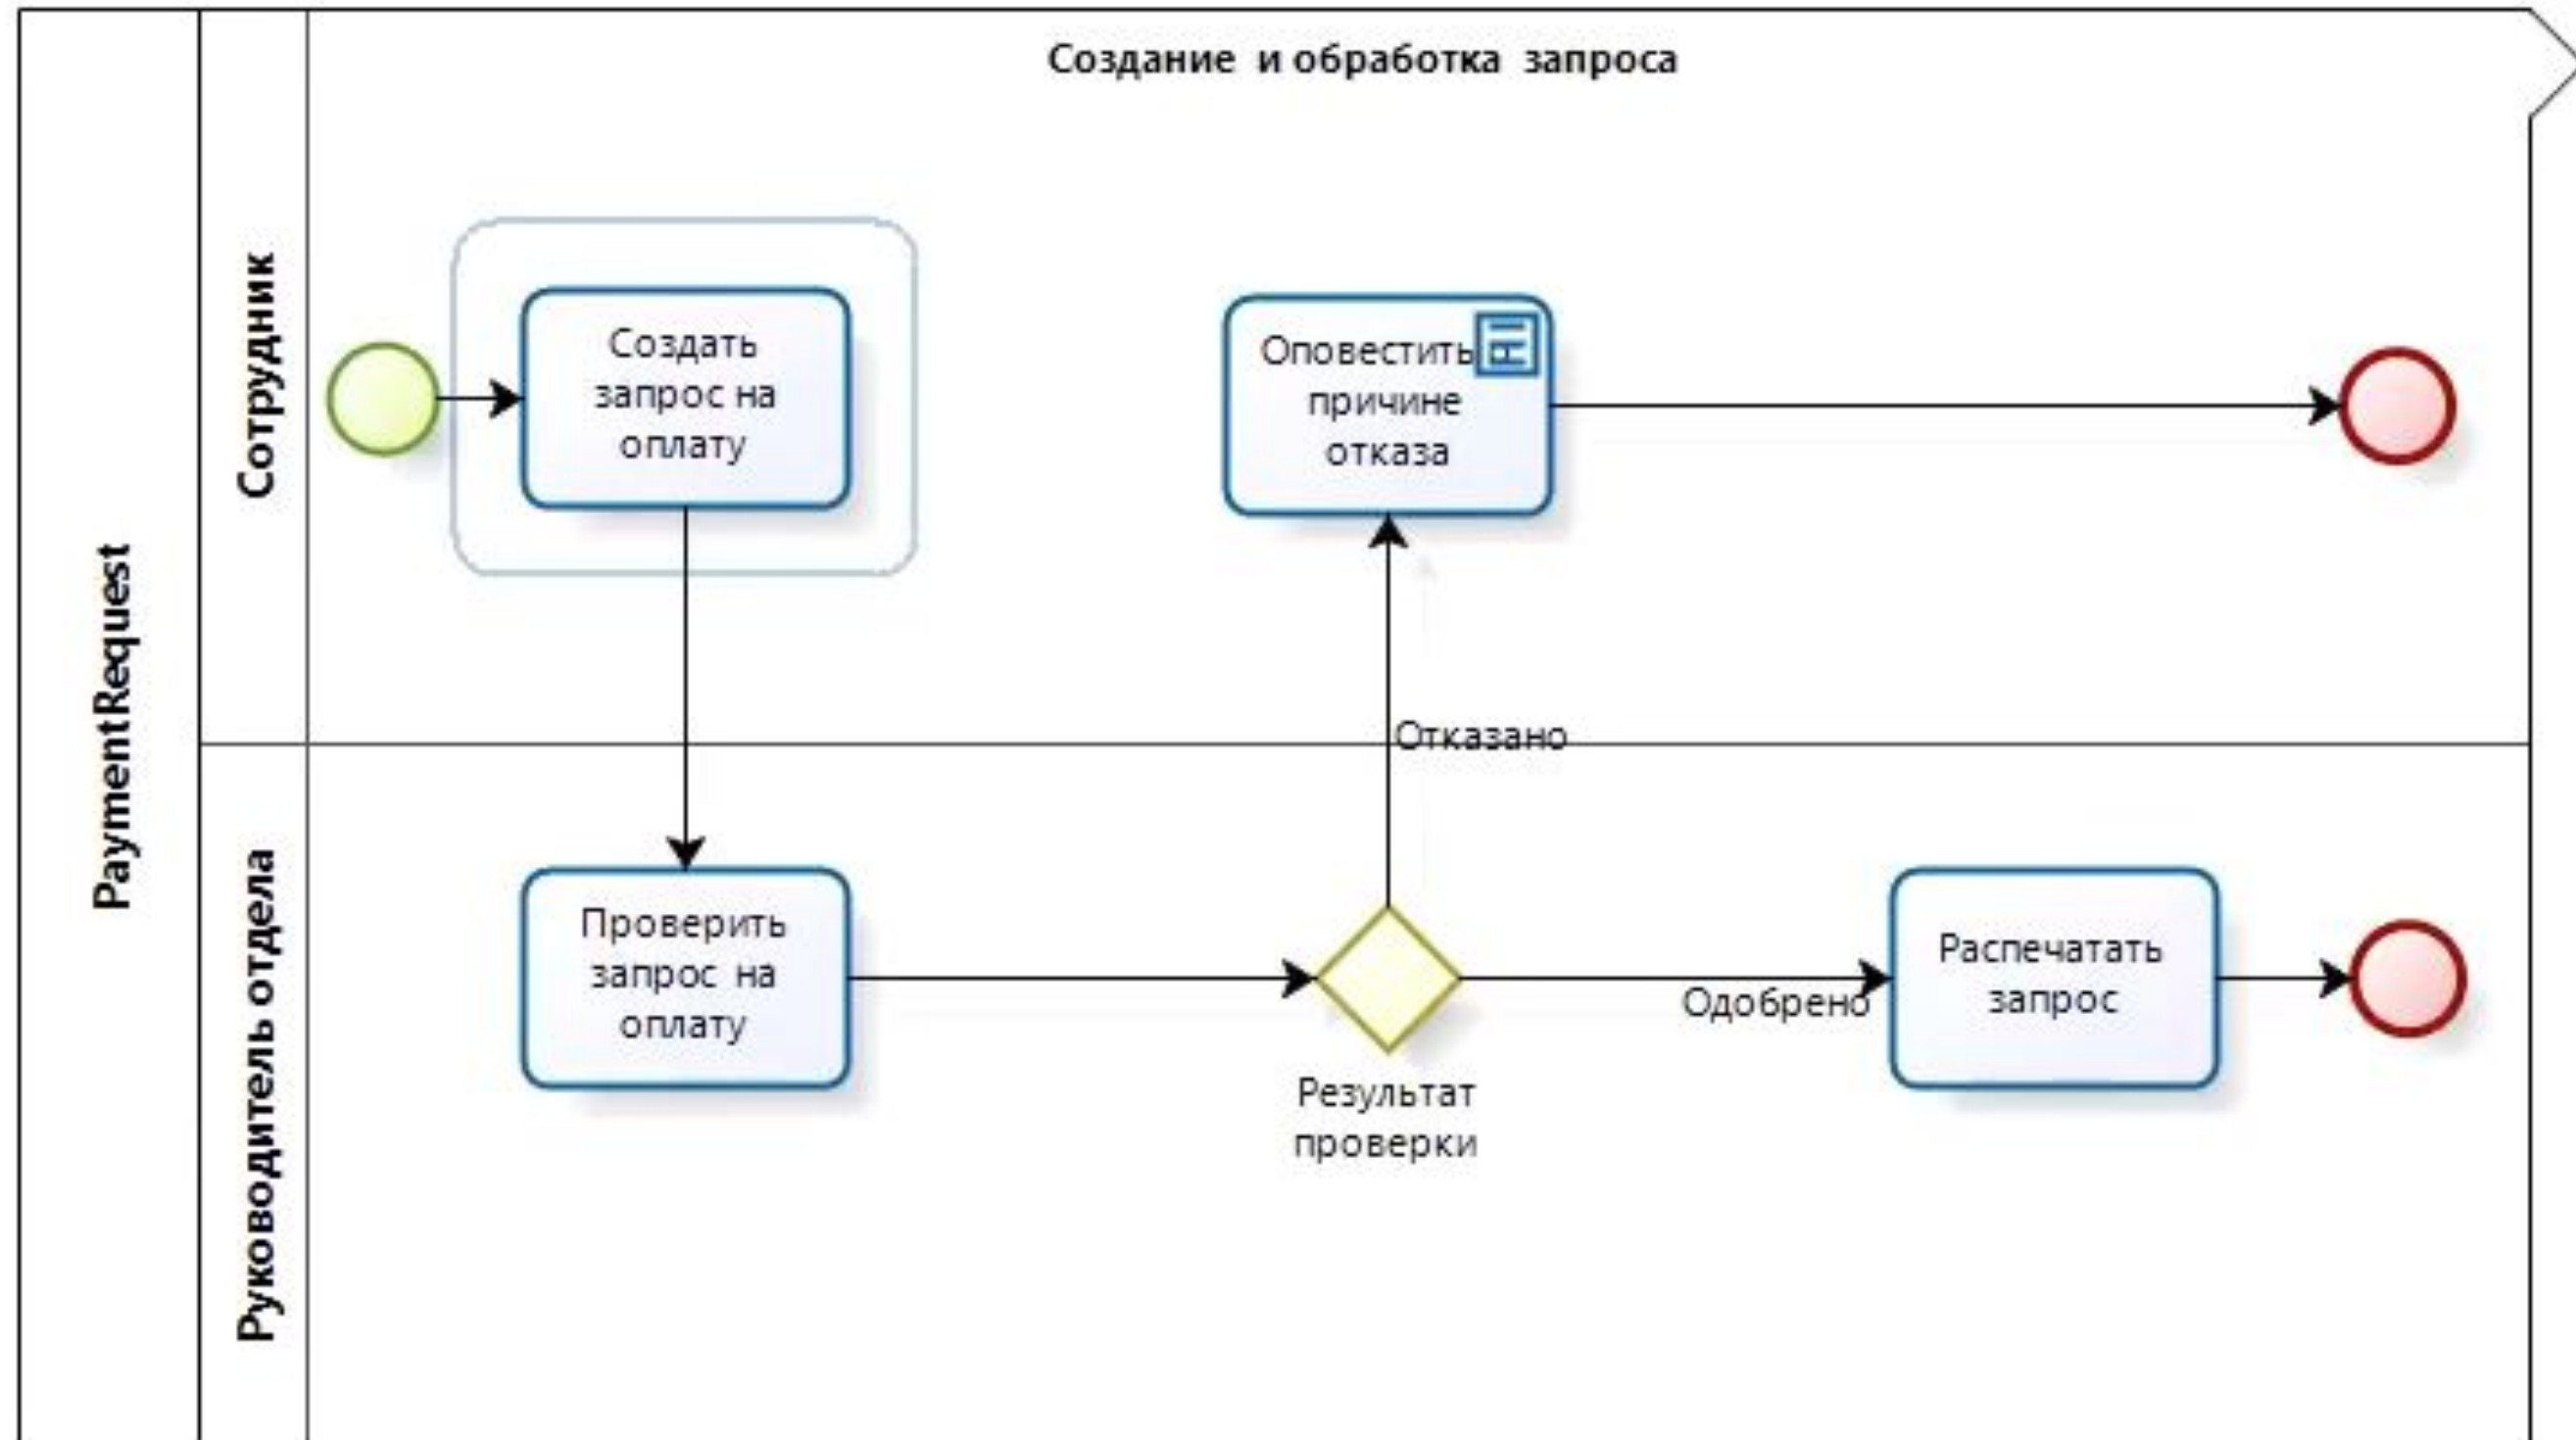 Создание и обработка запроса
PaymentRequest
Сотрудник
Создать
запрос на
оплату
Оповестить
причине
отказа
Отказано
Руководитель отдела
Проверить
запрос на
оплату
Результат
проверки
Одобрено
Распечатать
запрос